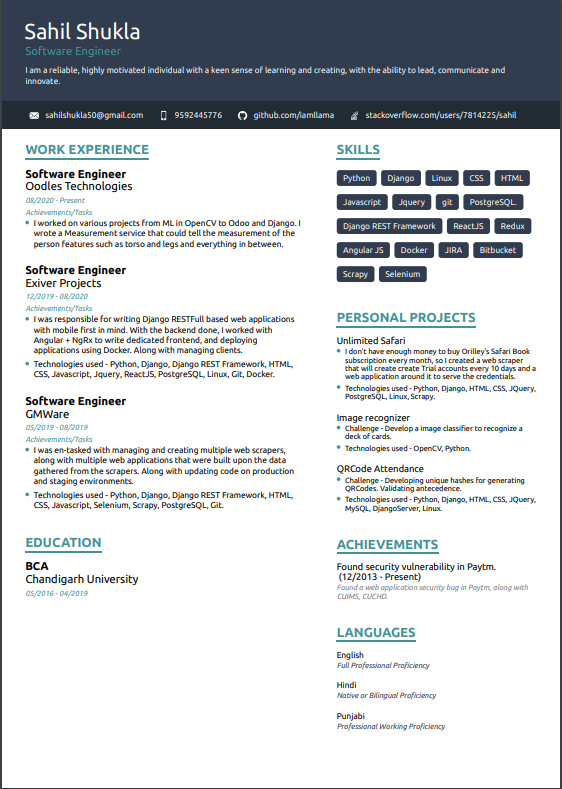 Sahil Shukla
Software Engineer
I am a reliable, highly motivated individual with a keen sense of learning and creating, with the ability to lead, communicate and
innovate.
sahilshukla50@gmail.com
9592445776
github.com/iamllama
stackoverflow.com/users/7814225/sahil
WORK EXPERIENCE
Software Engineer
Oodles Technologies
08/2020 - Present
Achievements/Tasks
I worked on various projects from ML in OpenCV to Odoo and Django. I
wrote a Measurement service that could tell the measurement of the
person features such as torso and legs and everything in between.
Software Engineer
Exiver Projects
12/2019 - 08/2020
Achievements/Tasks
I was responsible for writing Django RESTFull based web applications
with mobile first in mind. With the backend done, I worked with
Angular + NgRx to write dedicated frontend, and deploying
applications using Docker. Along with managing clients.
Technologies used - Python, Django, Django REST Framework, HTML,
CSS, Javascript, Jquery, ReactJS, PostgreSQL, Linux, Git, Docker.
Software Engineer
GMWare
05/2019 - 08/2019
Achievements/Tasks
I was en-tasked with managing and creating multiple web scrapers,
along with multiple web applications that were built upon the data
gathered from the scrapers. Along with updating code on production
and staging environments.
Technologies used - Python, Django, Django REST Framework, HTML,
CSS, Javascript, Selenium, Scrapy, PostgreSQL, Git.
EDUCATION
BCA
Chandigarh University
05/2016 - 04/2019
SKILLS
Python Django Linux CSS HTML
Javascript Jquery git PostgreSQL.
Django REST Framework ReactJS Redux
Angular JS Docker JIRA Bitbucket
Scrapy Selenium
PERSONAL PROJECTS
Unlimited Safari
I don't have enough money to buy Orilley's Safari Book
subscription every month, so I created a web scraper
that will create create Trial accounts every 10 days and a
web application around it to serve the credentials.
Technologies used - Python, Django, HTML, CSS, JQuery,
PostgreSQL, Linux, Scrapy.
Image recognizer
Challenge - Develop a image classifier to recognize a
deck of cards.
Technologies used - OpenCV, Python.
QRCode Attendance
Challenge - Developing unique hashes for generating
QRCodes. Validating antecedence.
Technologies used - Python, Django, HTML, CSS, JQuery,
MySQL, DjangoServer, Linux.
ACHIEVEMENTS
Found security vulnerability in Paytm.
(12/2013 - Present)
Found a web application security bug in Paytm, along with
CUIMS, CUCHD.
LANGUAGES
English
Full Professional Proficiency
Hindi
Native or Bilingual Proficiency
Punjabi
Professional Working Proficiency